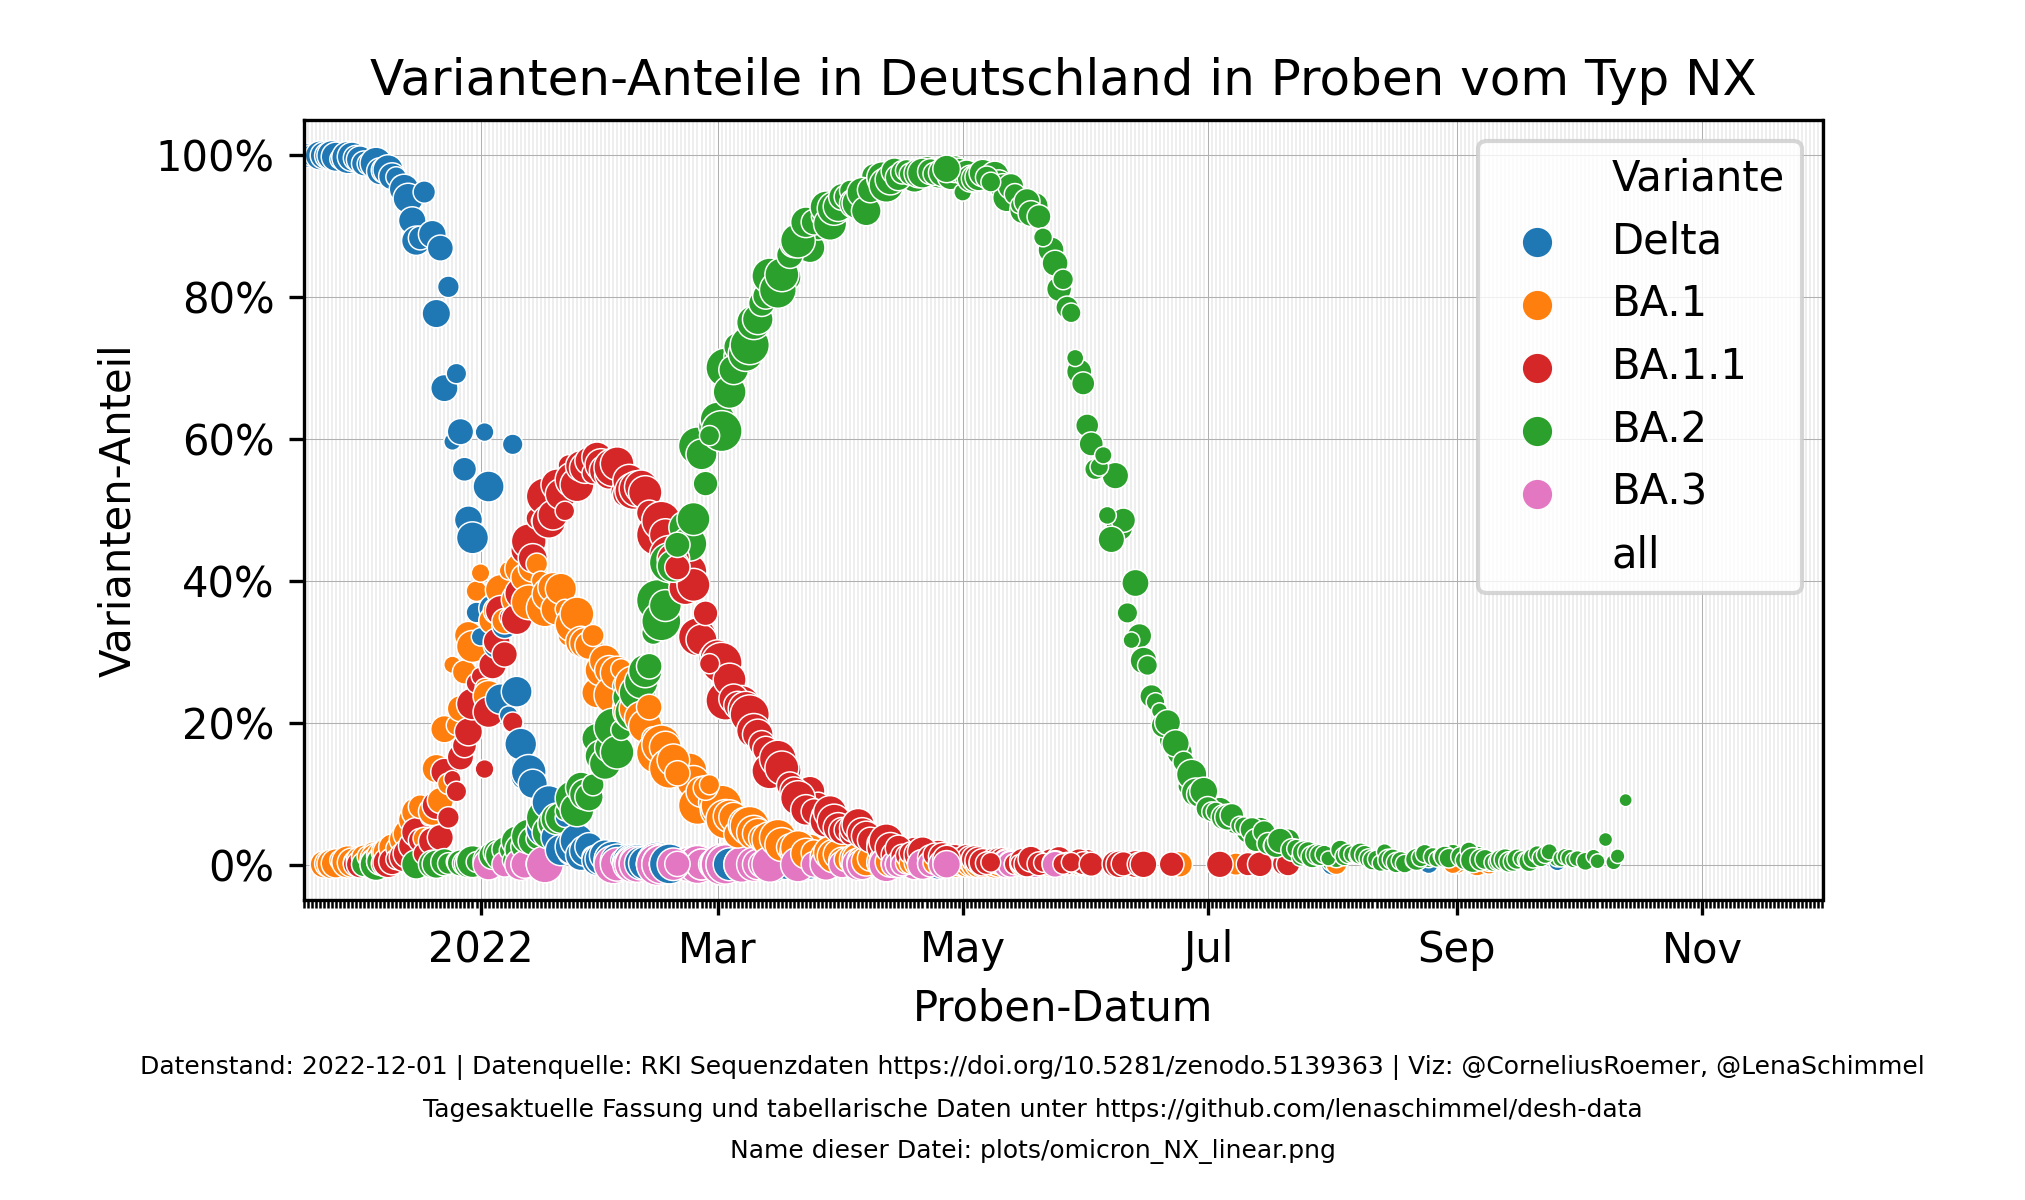 Varianten-Anteile in Deutschland in Proben vom Typ NX
Varianten-Anteil
100%
80%
60%
40%
20%
0%
Variante
Delta
BA.1
BA.1.1
BA.2
BA.3
all
2022
Mar
May
Jul
Sep
Nov
Proben-Datum
Datenstand: 2022-12-01 | Datenquelle: RKI Sequenzdaten https://doi.org/10.5281/zenodo.5139363 | Viz: @CorneliusRoemer, @LenaSchimmel
Tagesaktuelle Fassung und tabellarische Daten unter https://github.com/lenaschimmel/desh-data
Name dieser Datei: plots/omicron_NX_linear.png